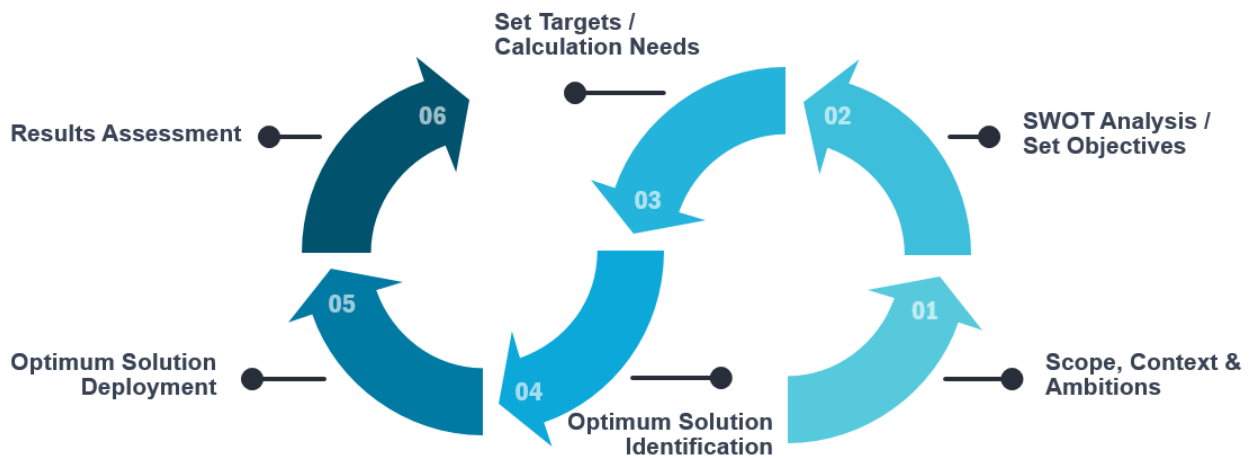 Set Targets /
Calculation Needs
06
02
Results Assessment
SWOT Analysis /
Set Objectives
03
05
01
Optimum Solution
Deployment
04
Optimum Solution
Identification
Scope, Context &
Ambitions